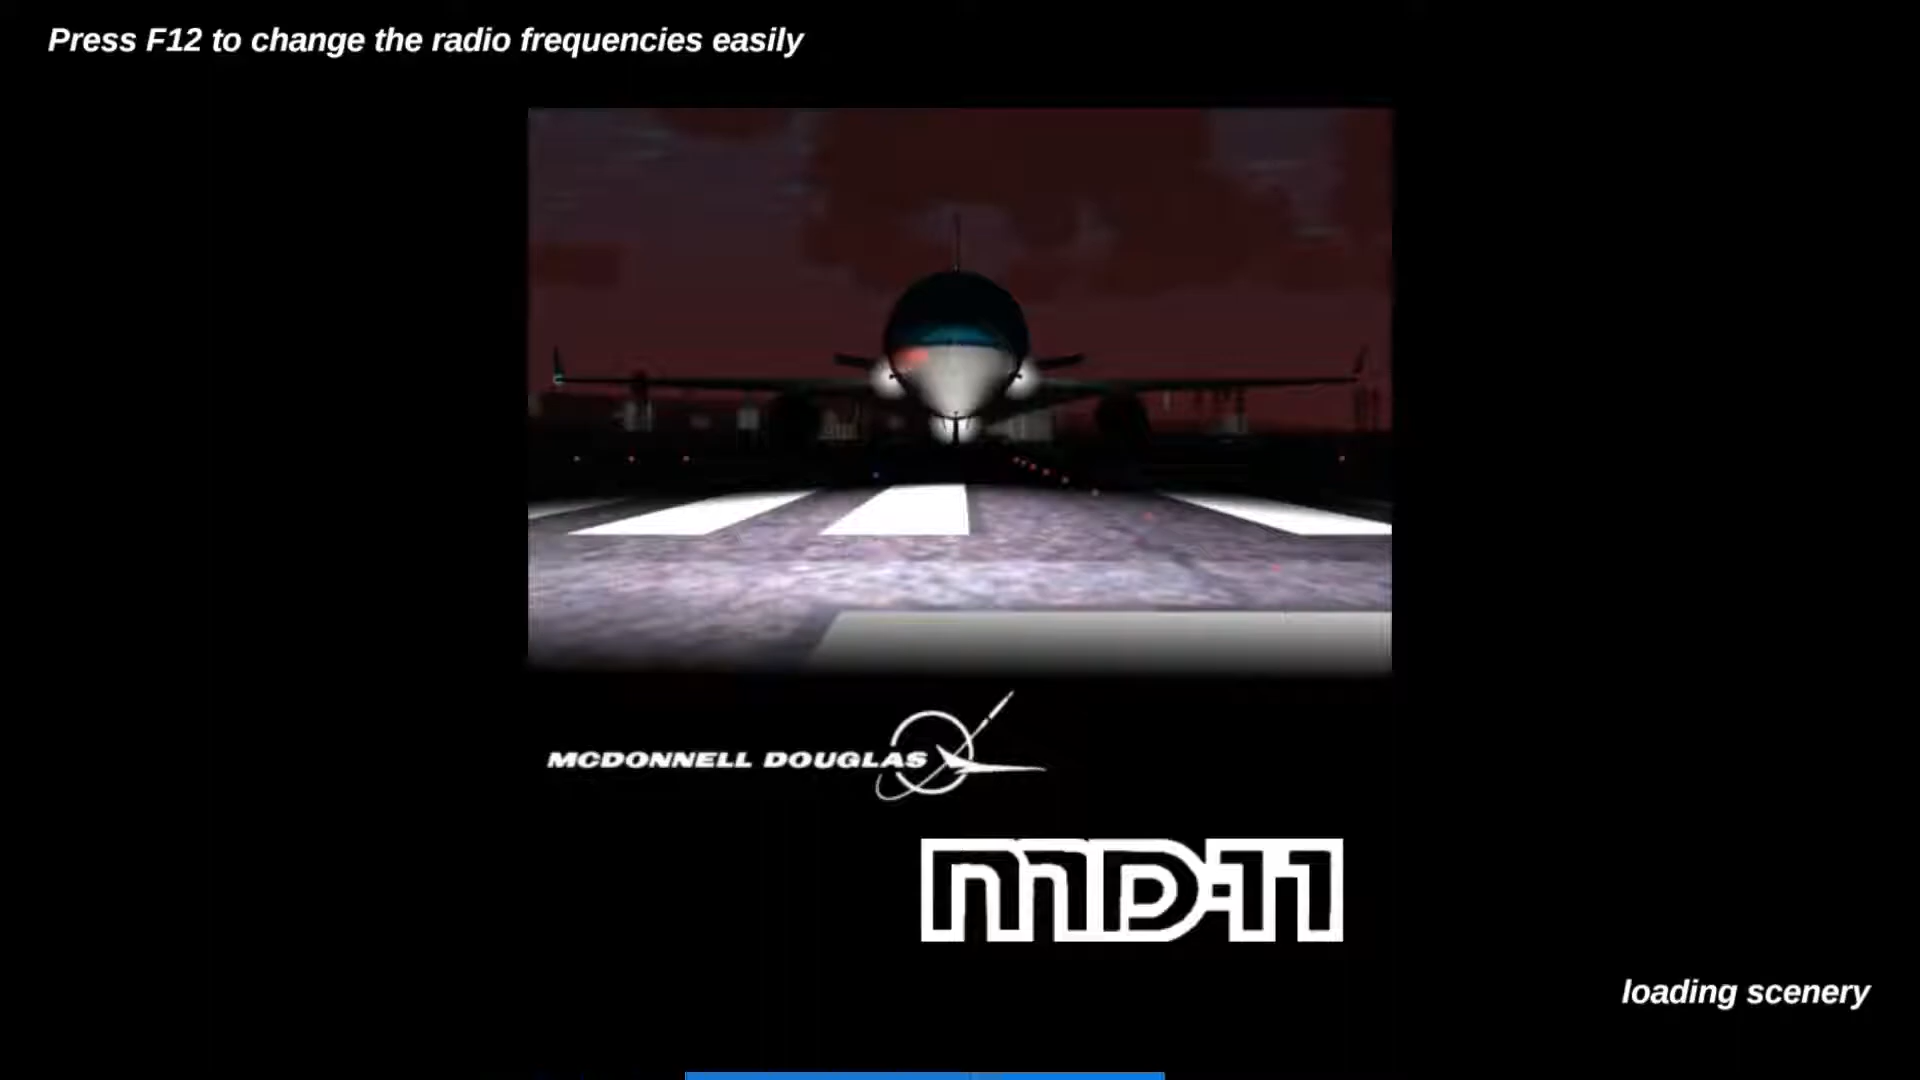 Press F12 to change the radio frequencies easily
MCDONNELL DOUGLAS
MD-11
loading scenery